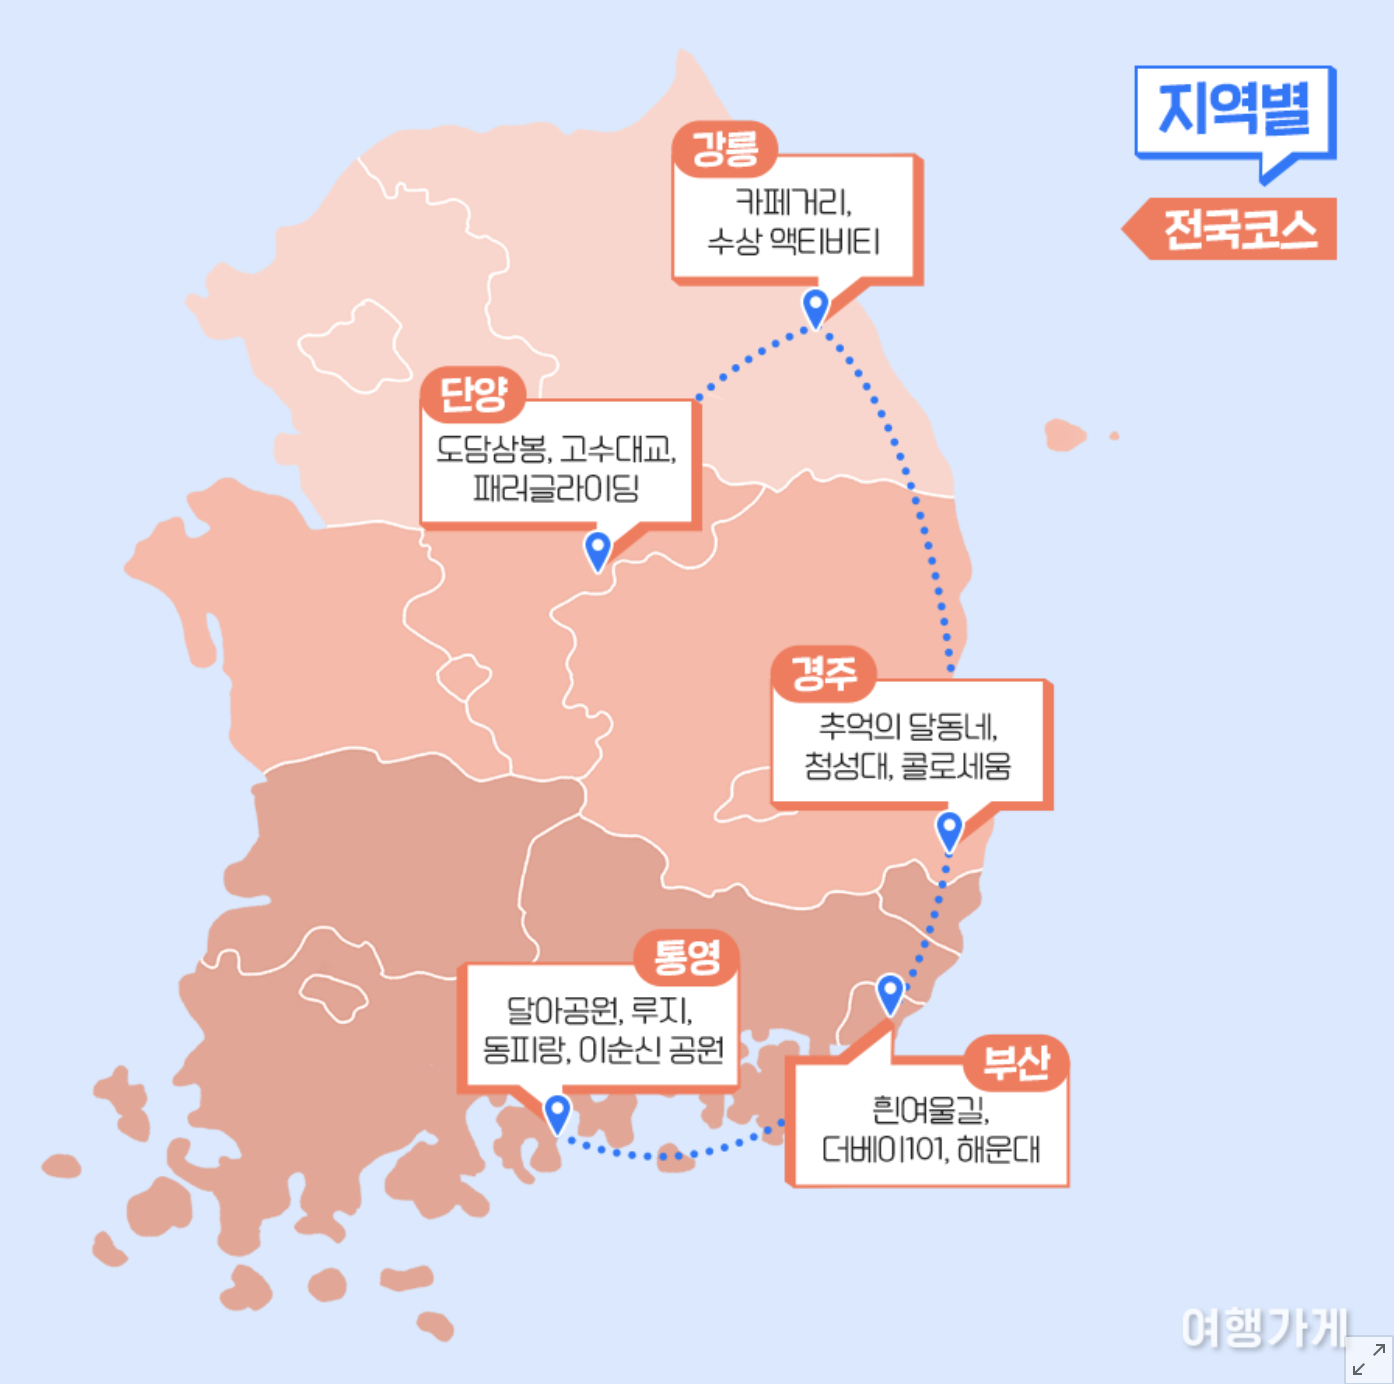 지역별
전국코스
강릉
카페거리,
수상 액티비티
단양
도담삼봉, 고수대교,
패러글라이딩
경주
추억의 달동네,
첨성대, 콜로세움
통영
달아공원, 루지,
동피랑, 이순신 공원
부산
흰여울길,
더베이101, 해운대
여행가게